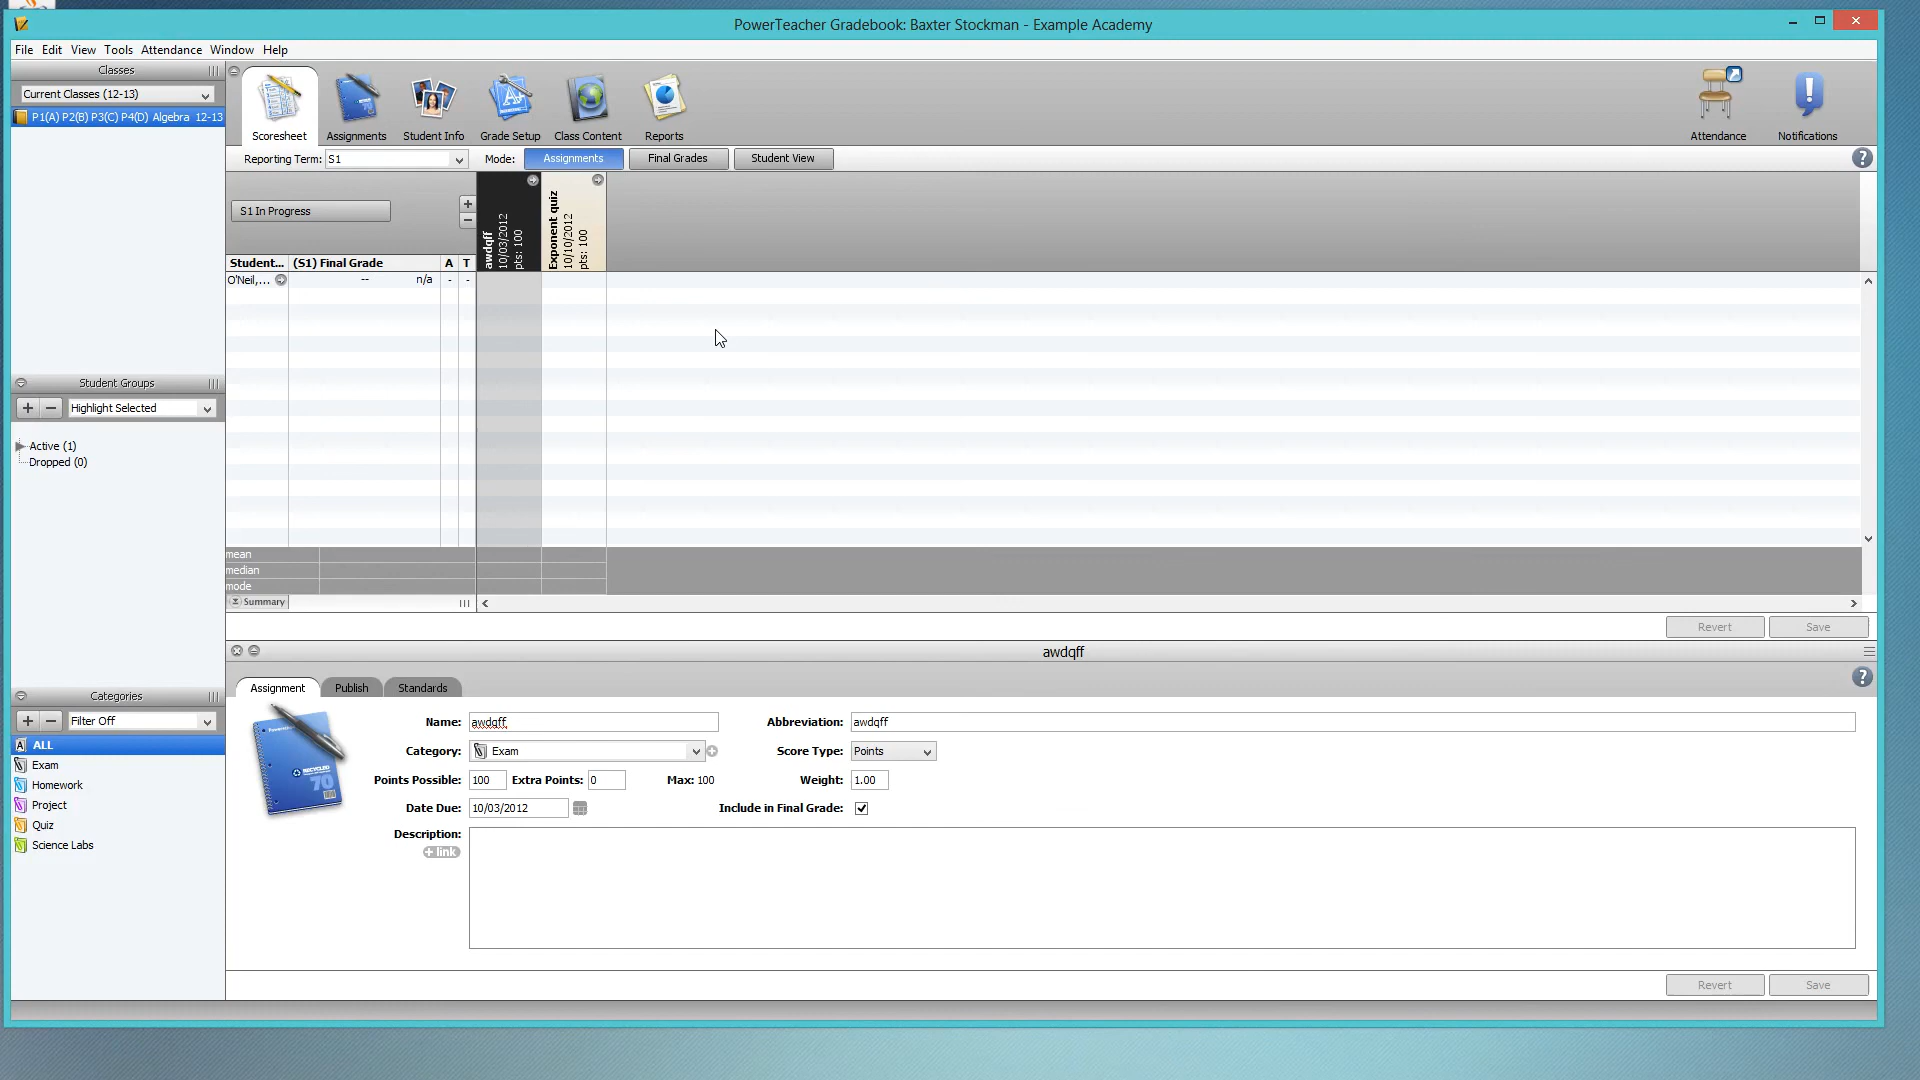 PowerTeacher Gradebook: Baxter Stockman - Example Academy
File Edit View Tools Attendance Window Help
Classes
Current Classes (12-13)
P1(A) P2(B) P3(C) P4(D) Algebra 12-13
Scoresheet Assignments Student Info Grade Setup Class Content Reports Attendance Notifications
Reporting Term: S1 Mode: Assignments Final Grades Student View
S1 In Progress
awdqff
10/03/2012
pts: 100
Exponent quiz
10/10/2012
pts: 100
Student... (S1) Final Grade A T
O'Neil,... -- n/a - -
mean
median
mode
Summary
Revert Save
Student Groups
Highlight Selected
Active (1)
Dropped (0)
Categories
Filter Off
ALL
Exam
Homework
Project
Quiz
Science Labs
awdqff
Assignment Publish Standards
Name: awdqff Abbreviation: awdqff
Category: Exam Score Type: Points
Points Possible: 100 Extra Points: 0 Max: 100 Weight: 1.00
Date Due: 10/03/2012 Include in Final Grade:
Description:
+ link
RECYCLED
70
Revert Save